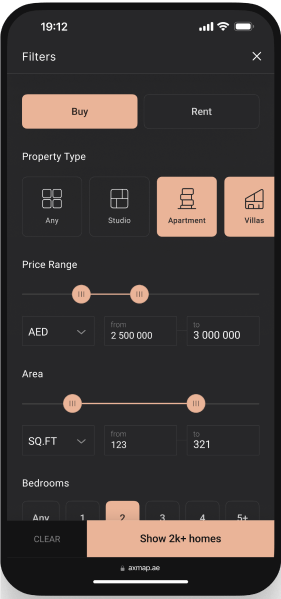 19:12
Filters
Buy Rent
Property Type
Any Studio Apartment Villas
Price Range
from to
AED 2 500 000 3 000 000
Area
from to
SQ.FT 123 321
Bedrooms
Any 1 2 3 4 5+
CLEAR Show 2k+ homes
axmap.ae